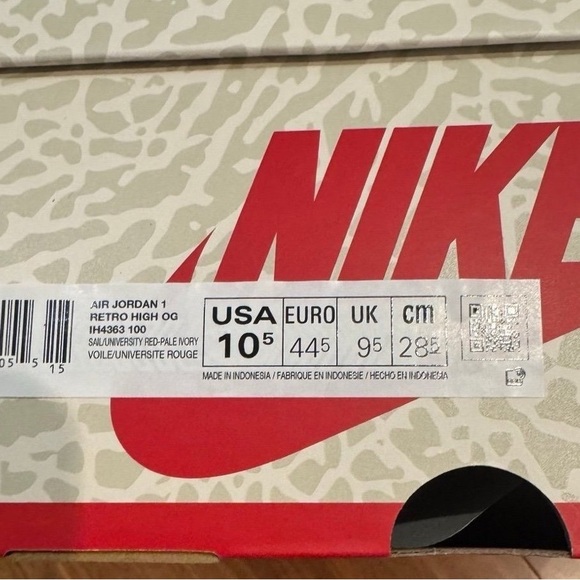 NIKE
AIR JORDAN 1
RETRO HIGH OG
IH4363 100
SAIL/UNIVERSITY RED-PALE IVORY
VOILE/UNIVERSITE ROUGE
05 5 15
USA EURO UK cm
10⁵ 44⁵ 9⁵ 28⁵
MADE IN INDONESIA / FABRIQUE EN INDONESIE / HECHO EN INDONESIA